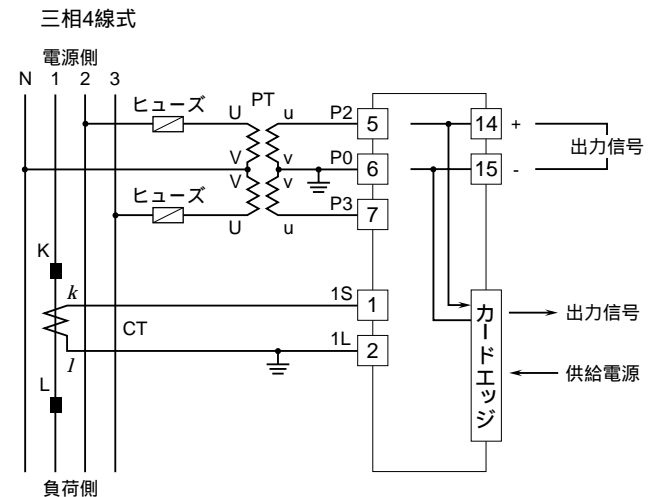 三相4線式
電源側
N 1 2 3
ヒューズ
U
PT
u
P2
5
14
+
出力信号
V
v
P0
6
15
-
V
v
ヒューズ
U
u
P3
7
K
k
1S
1
CT
l
1L
2
L
カードエッジ
出力信号
供給電源
負荷側